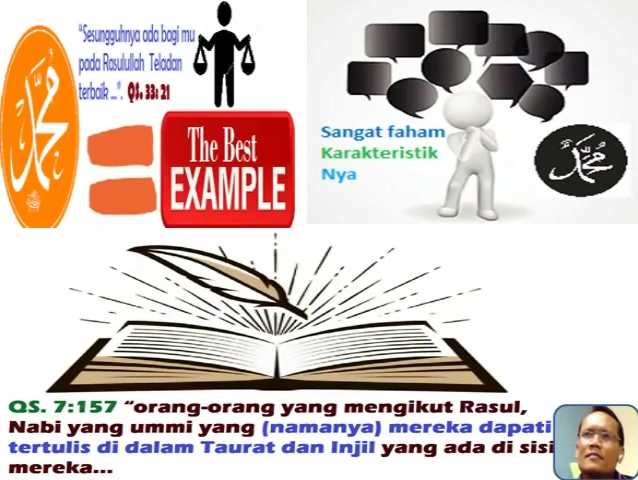 "Sesungguhnya ada bagi mu
pada Rasulullah Teladan
terbaik ...". QS. 33: 21
محمد
The Best
EXAMPLE
Sangat faham
Karakteristik
Nya
محمد
QS. 7:157 “orang-orang yang mengikut Rasul,
Nabi yang ummi yang (namanya) mereka dapati
tertulis di dalam Taurat dan Injil yang ada di sisi
mereka...